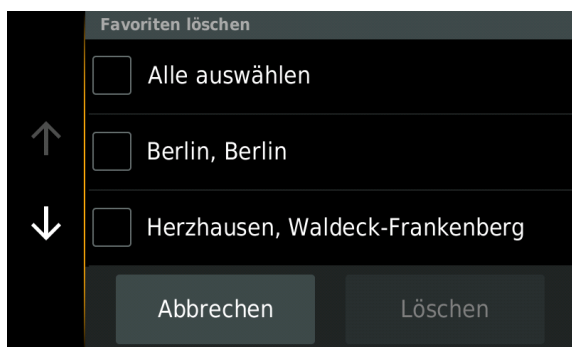 Favoriten löschen
Alle auswählen
Berlin, Berlin
Herzhausen, Waldeck-Frankenberg
Abbrechen
Löschen